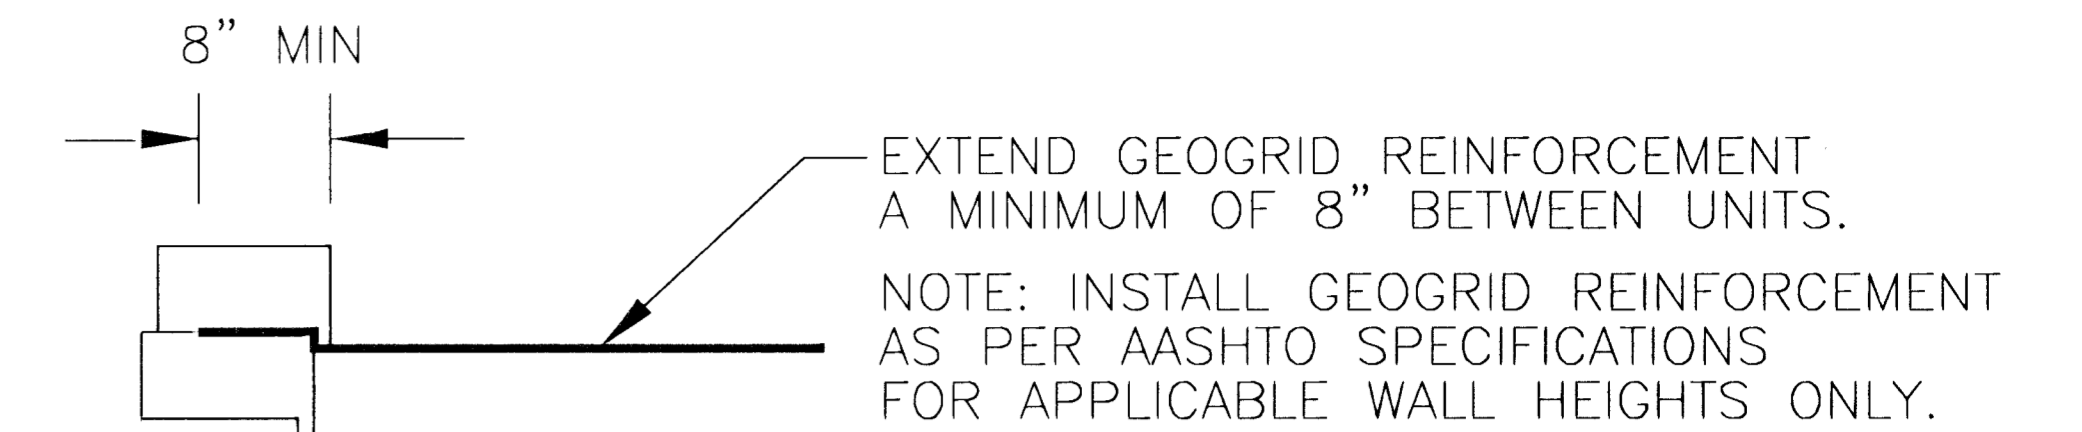 8” MIN
EXTEND GEOGRID REINFORCEMENT
A MINIMUM OF 8” BETWEEN UNITS.
NOTE: INSTALL GEOGRID REINFORCEMENT
AS PER AASHTO SPECIFICATIONS
FOR APPLICABLE WALL HEIGHTS ONLY.